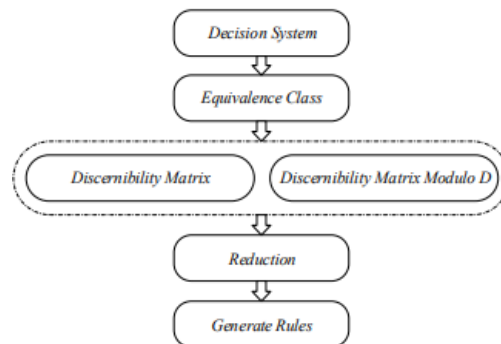 Decision System
Equivalence Class
Discernibility Matrix
Discernibility Matrix Modulo D
Reduction
Generate Rules